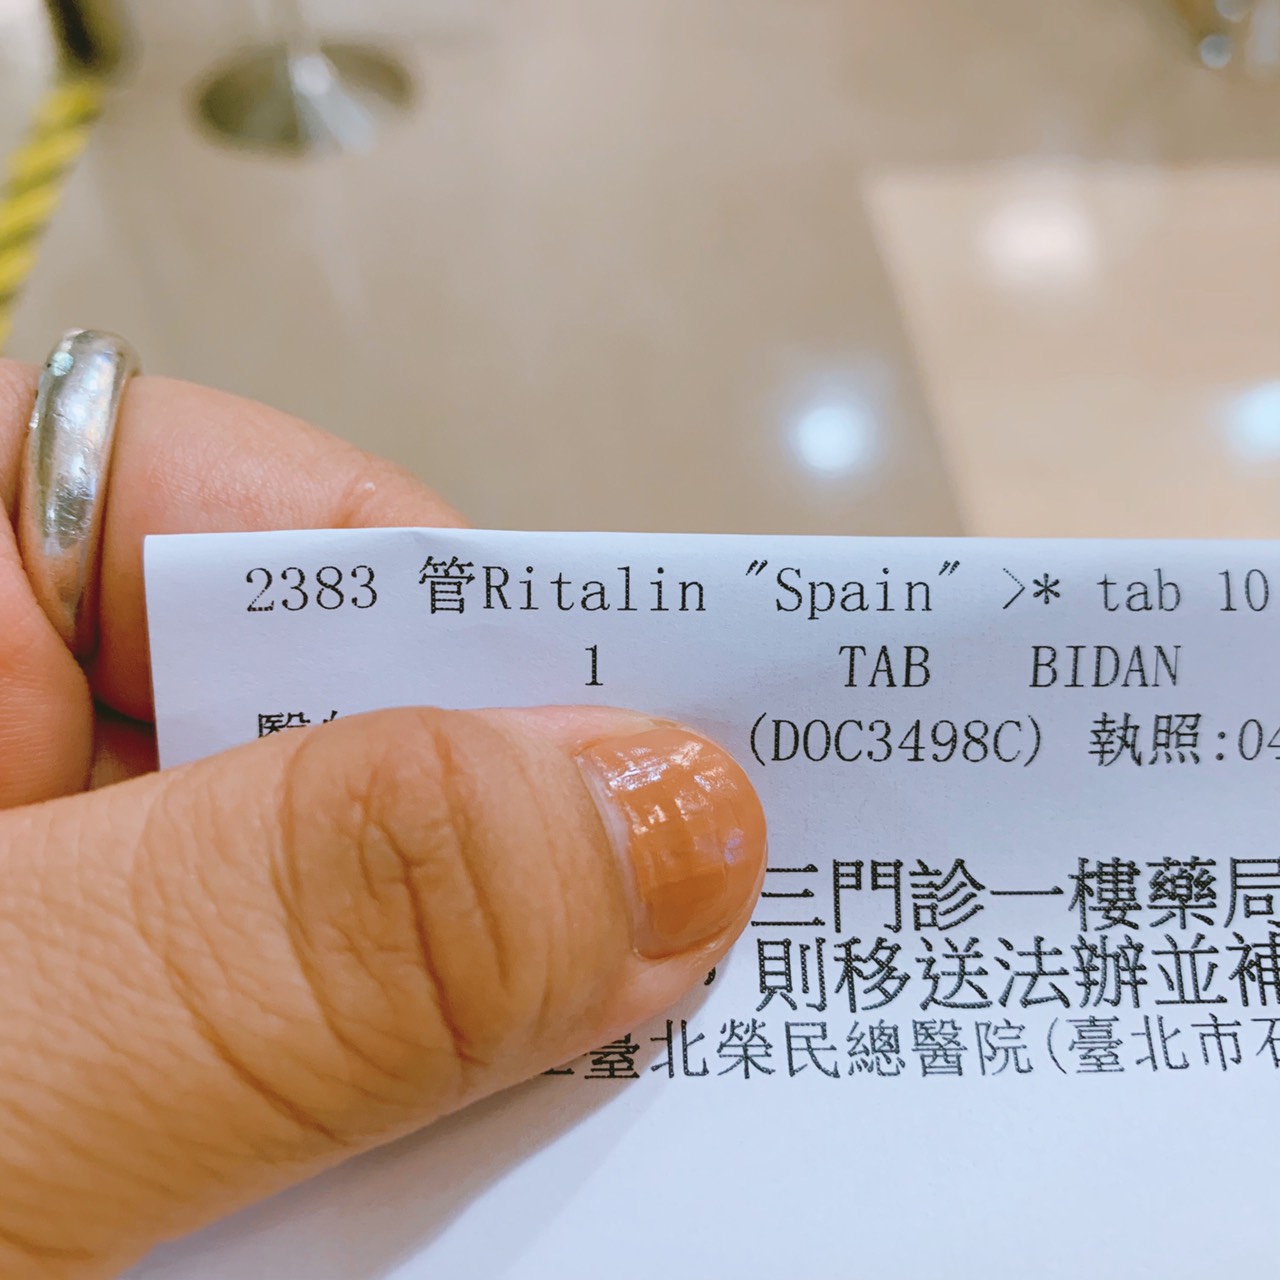 2383 管Ritalin "Spain" >* tab 10
1 TAB BIDAN
(DOC3498C) 執照:04
三門診一樓藥局
則移送法辦並補
臺北榮民總醫院(臺北市石